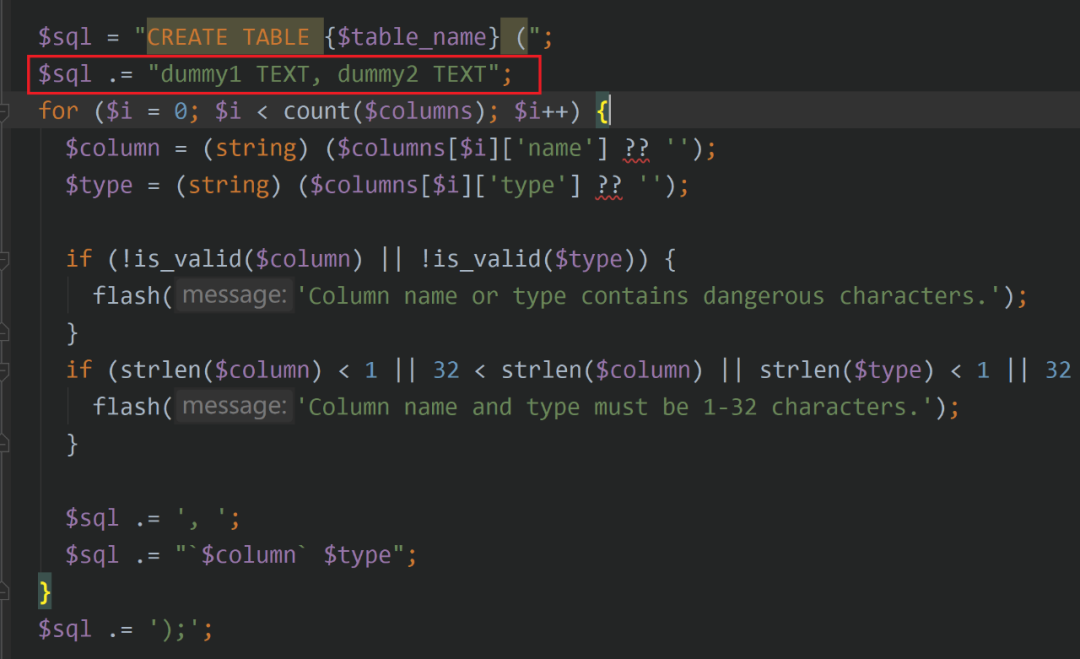 $sql = "CREATE TABLE {$table_name} (";
$sql .= "dummy1 TEXT, dummy2 TEXT";
for ($i = 0; $i < count($columns); $i++) {
$column = (string) ($columns[$i]['name'] ?? '');
$type = (string) ($columns[$i]['type'] ?? '');
if (!is_valid($column) || !is_valid($type)) {
flash( message: 'Column name or type contains dangerous characters.');
}
if (strlen($column) < 1 || 32 < strlen($column) || strlen($type) < 1 || 32
flash( message: 'Column name and type must be 1-32 characters.');
}
$sql .= ', ';
$sql .= "`$column` $type";
}
$sql .= ');';